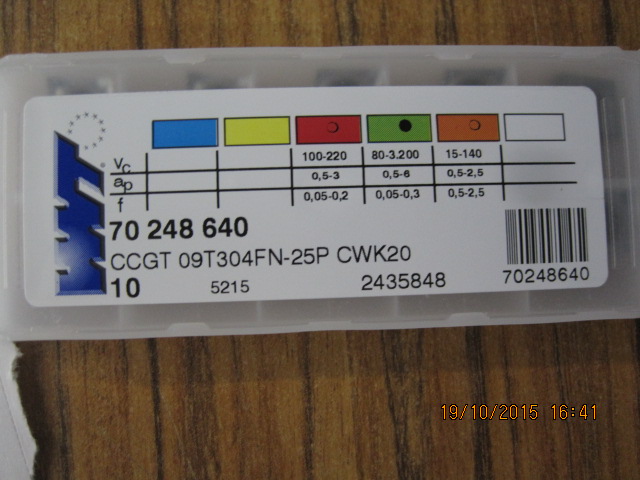 Vc 100-220 80-3.200 15-140
ap 0,5-3 0,5-6 0,5-2,5
f 0,05-0,2 0,05-0,3 0,5-2,5
70 248 640
CCGT 09T304FN-25P CWK20
10 5215 2435848 70248640
19/10/2015 16:41